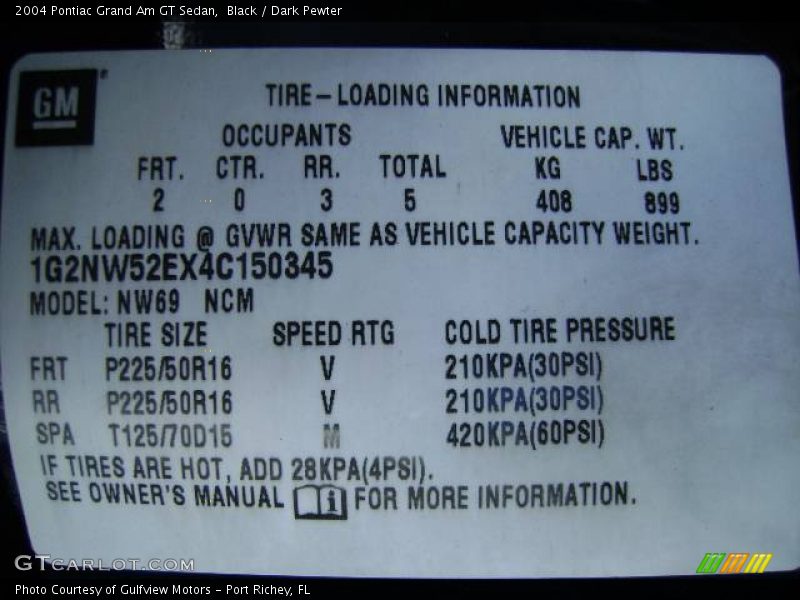 2004 Pontiac Grand Am GT Sedan,  Black / Dark Pewter
GM
TIRE-LOADING INFORMATION
OCCUPANTS VEHICLE CAP. WT.
FRT. CTR. RR. TOTAL KG LBS
2 0 3 5 408 899
MAX. LOADING @ GVWR SAME AS VEHICLE CAPACITY WEIGHT.
1G2NW52EX4C150345
MODEL: NW69 NCM
TIRE SIZE SPEED RTG COLD TIRE PRESSURE
FRT P225/50R16 V 210KPA(30PSI)
RR P225/50R16 V 210KPA(30PSI)
SPA T125/70D15 M 420KPA(60PSI)
IF TIRES ARE HOT, ADD 28KPA(4PSI).
SEE OWNER'S MANUAL i FOR MORE INFORMATION.
GTCARLOT.COM
Photo Courtesy of Gulfview Motors - Port Richey, FL